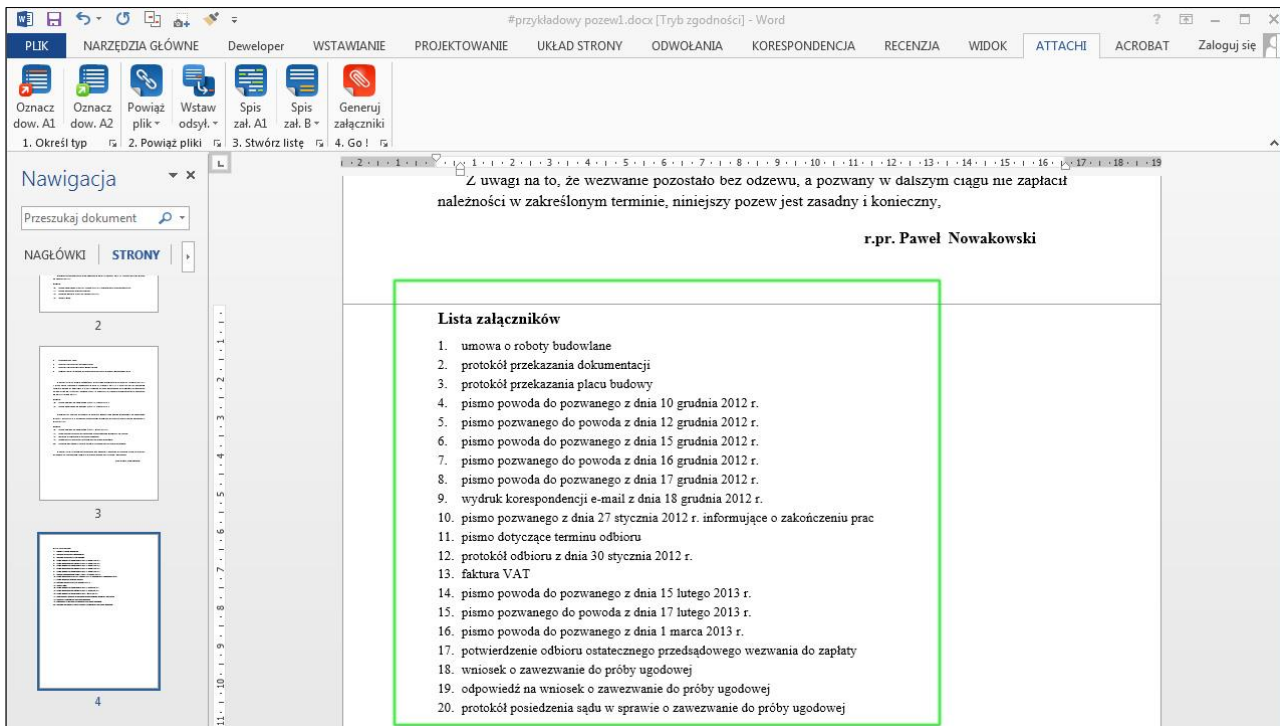 #przykładowy pozew1.docx [Tryb zgodności] - Word
PLIK NARZĘDZIA GŁÓWNE Deweloper WSTAWIANIE PROJEKTOWANIE UKŁAD STRONY ODWOŁANIA KORESPONDENCJA RECENZJA WIDOK ATTACHI ACROBAT Zaloguj się
Oznacz dow. A1
Oznacz dow. A2
Powiąż plik
Wstaw odsył.
Spis zał. A1
Spis zał. B
Generuj załączniki
1. Określ typ 2. Powiąż pliki 3. Stwórz listę 4. Go !
Nawigacja
Przeszukaj dokument
NAGŁÓWKI STRONY
2
3
4
Z uwagi na to, że wezwanie pozostało bez odzewu, a pozwany w dalszym ciągu nie zapłacił
należności w zakreślonym terminie, niniejszy pozew jest zasadny i konieczny,
r.pr. Paweł Nowakowski
Lista załączników
1. umowa o roboty budowlane
2. protokół przekazania dokumentacji
3. protokół przekazania placu budowy
4. pismo powoda do pozwanego z dnia 10 grudnia 2012 r.
5. pismo pozwanego do powoda z dnia 12 grudnia 2012 r.
6. pismo powoda do pozwanego z dnia 15 grudnia 2012 r.
7. pismo pozwanego do powoda z dnia 16 grudnia 2012 r.
8. pismo powoda do pozwanego z dnia 17 grudnia 2012 r.
9. wydruk korespondencji e-mail z dnia 18 grudnia 2012 r.
10. pismo pozwanego z dnia 27 stycznia 2012 r. informujące o zakończeniu prac
11. pismo dotyczące terminu odbioru
12. protokół odbioru z dnia 30 stycznia 2012 r.
13. faktura VAT
14. pismo powoda do pozwanego z dnia 15 lutego 2013 r.
15. pismo pozwanego do powoda z dnia 17 lutego 2013 r.
16. pismo powoda do pozwanego z dnia 1 marca 2013 r.
17. potwierdzenie odbioru ostatecznego przedsądowego wezwania do zapłaty
18. wniosek o zawezwanie do próby ugodowej
19. odpowiedź na wniosek o zawezwanie do próby ugodowej
20. protokół posiedzenia sądu w sprawie o zawezwanie do próby ugodowej